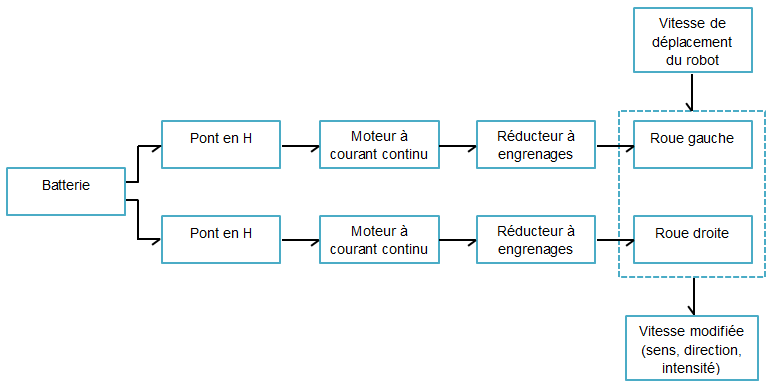 Vitesse de
déplacement
du robot
Pont en H
Moteur à
courant continu
Réducteur à
engrenages
Roue gauche
Batterie
Pont en H
Moteur à
courant continu
Réducteur à
engrenages
Roue droite
Vitesse modifiée
(sens, direction,
intensité)